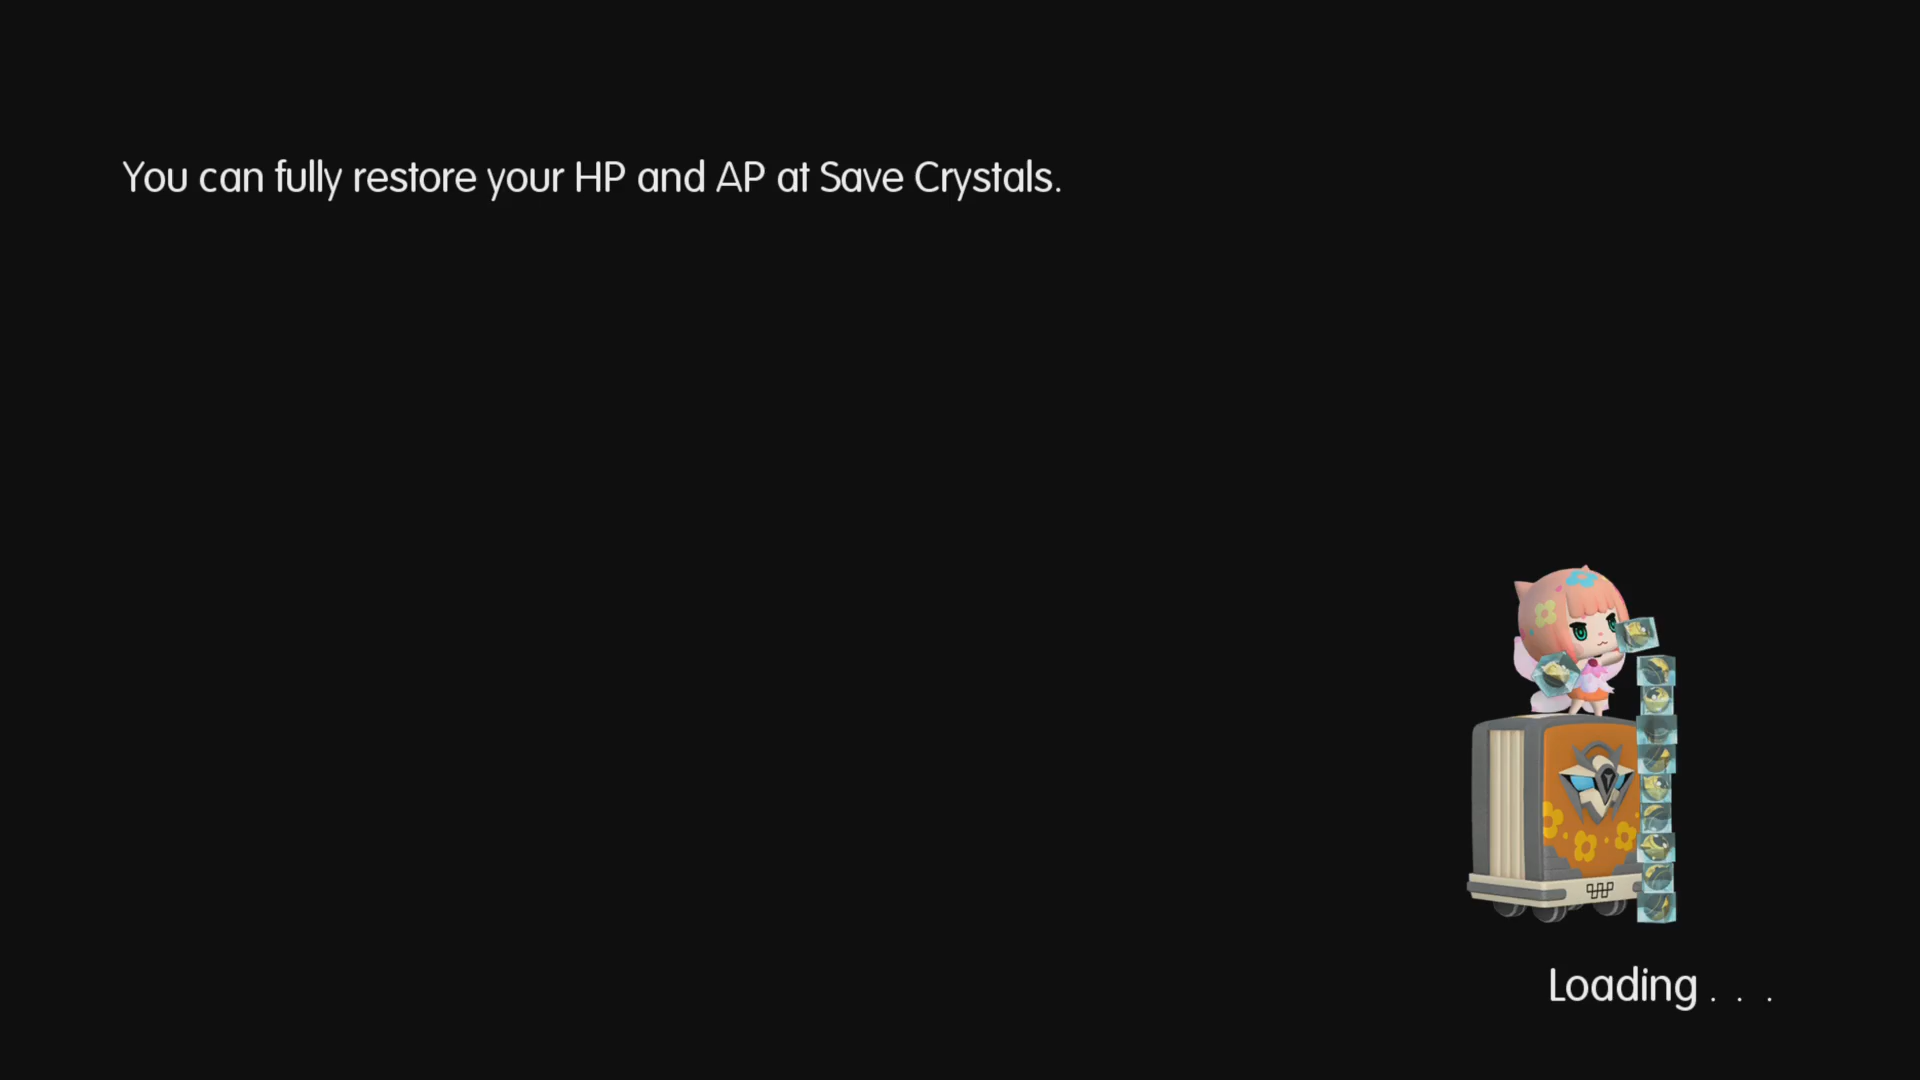 You can fully restore your HP and AP at Save Crystals.
Loading . . .